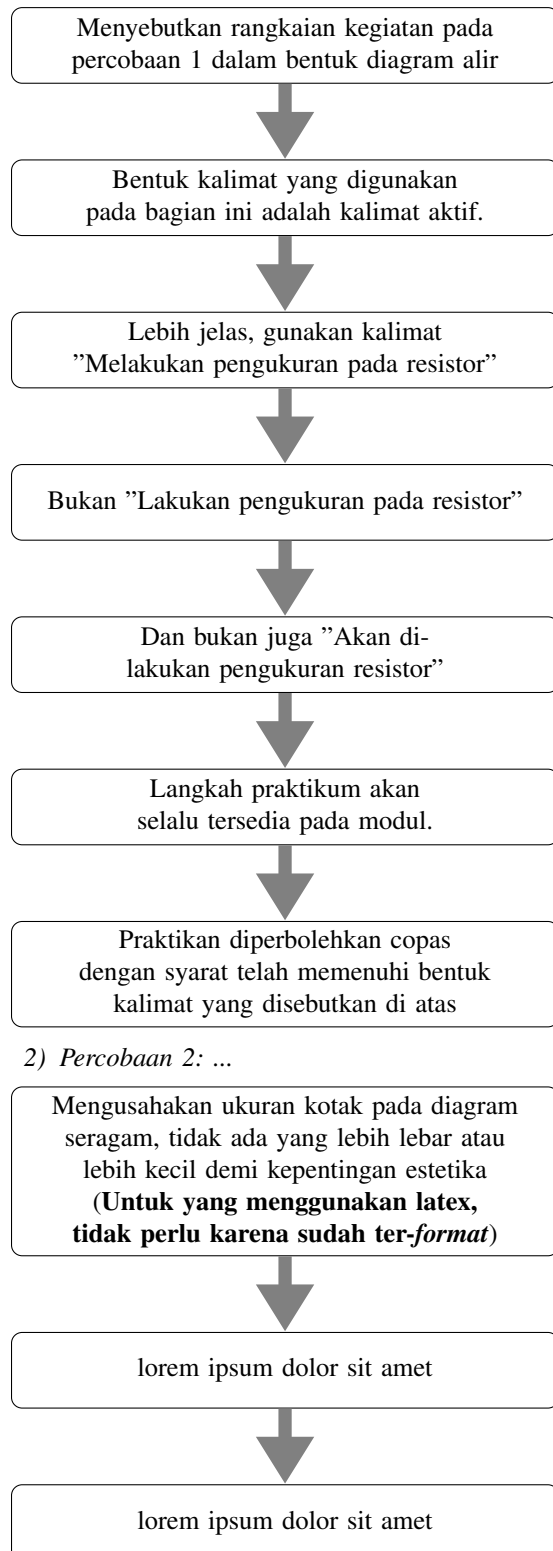 Menyebutkan rangkaian kegiatan pada
percobaan 1 dalam bentuk diagram alir
Bentuk kalimat yang digunakan
pada bagian ini adalah kalimat aktif.
Lebih jelas, gunakan kalimat
”Melakukan pengukuran pada resistor”
Bukan ”Lakukan pengukuran pada resistor”
Dan bukan juga ”Akan di-
lakukan pengukuran resistor”
Langkah praktikum akan
selalu tersedia pada modul.
Praktikan diperbolehkan copas
dengan syarat telah memenuhi bentuk
kalimat yang disebutkan di atas
2) Percobaan 2: ...
Mengusahakan ukuran kotak pada diagram
seragam, tidak ada yang lebih lebar atau
lebih kecil demi kepentingan estetika
(Untuk yang menggunakan latex,
tidak perlu karena sudah ter-format)
lorem ipsum dolor sit amet
lorem ipsum dolor sit amet